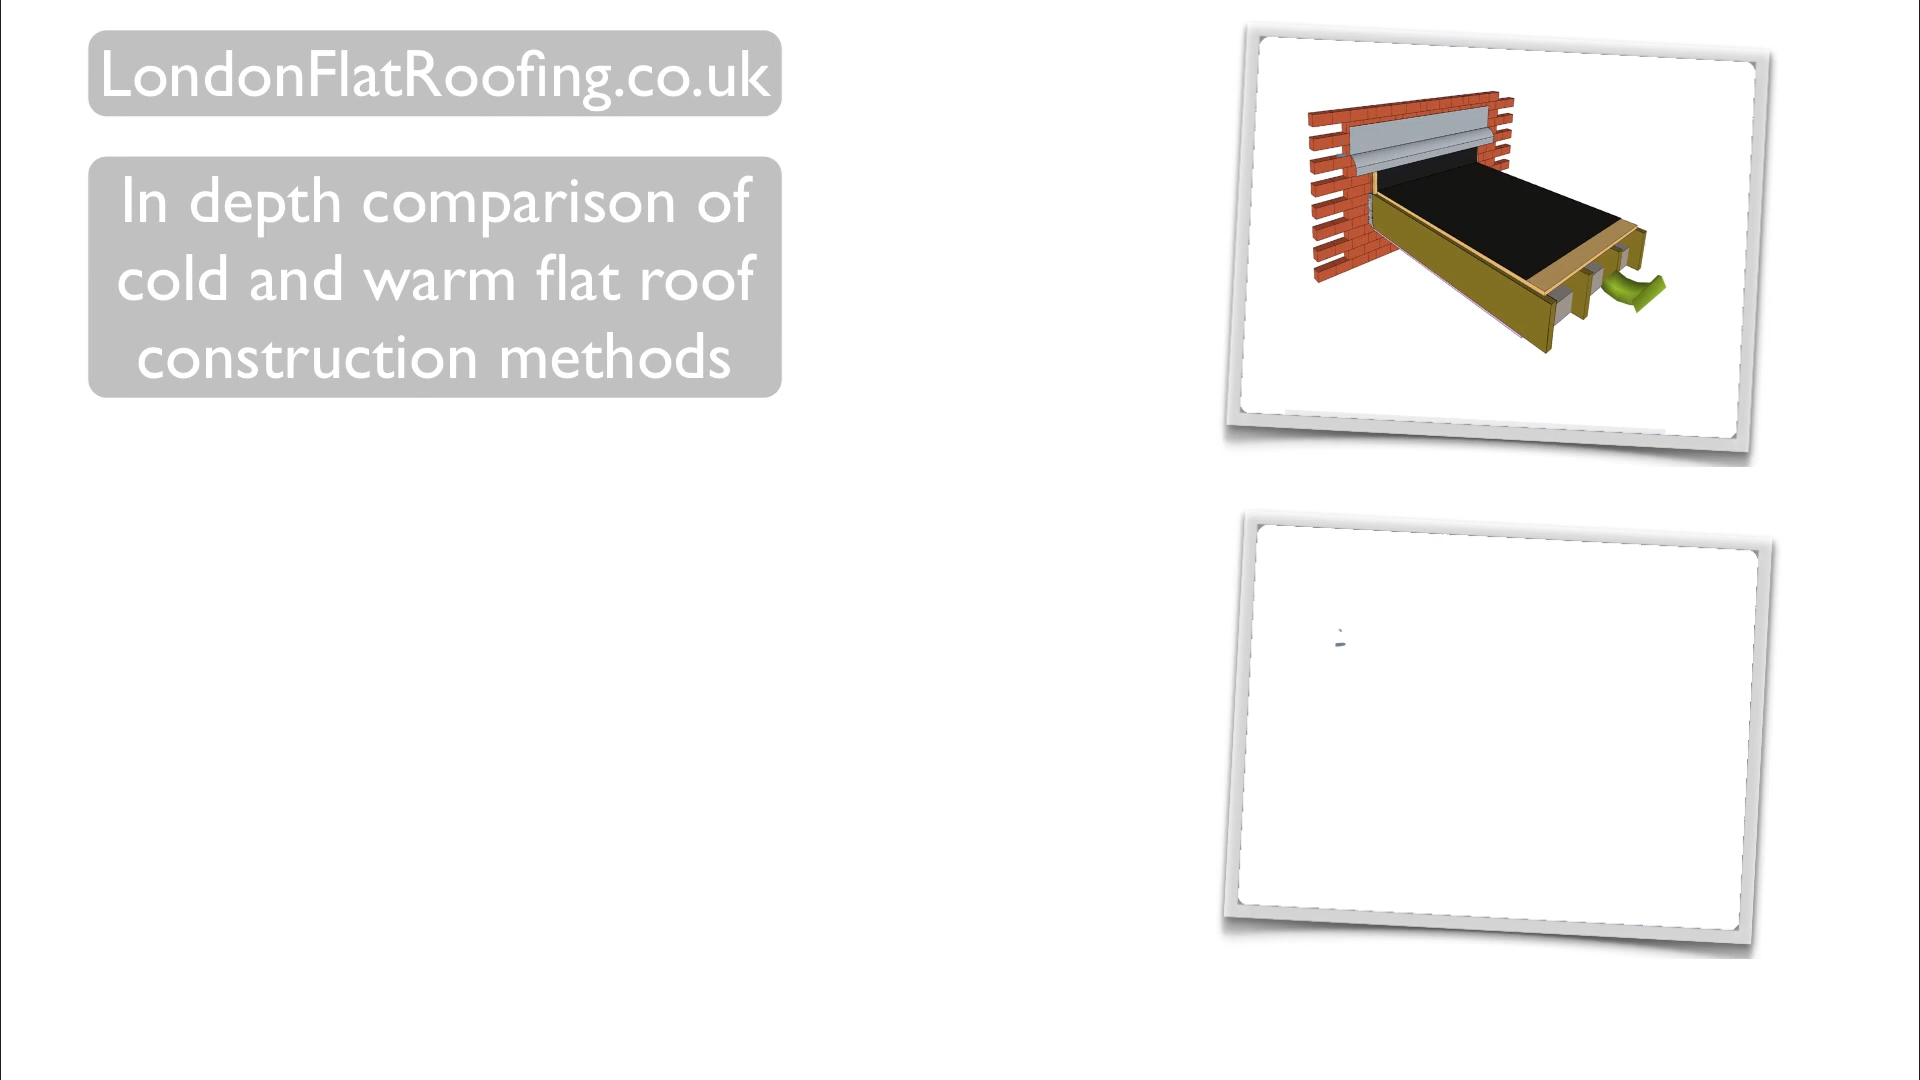 LondonFlatRoofing.co.uk
In depth comparison of
cold and warm flat roof
construction methods